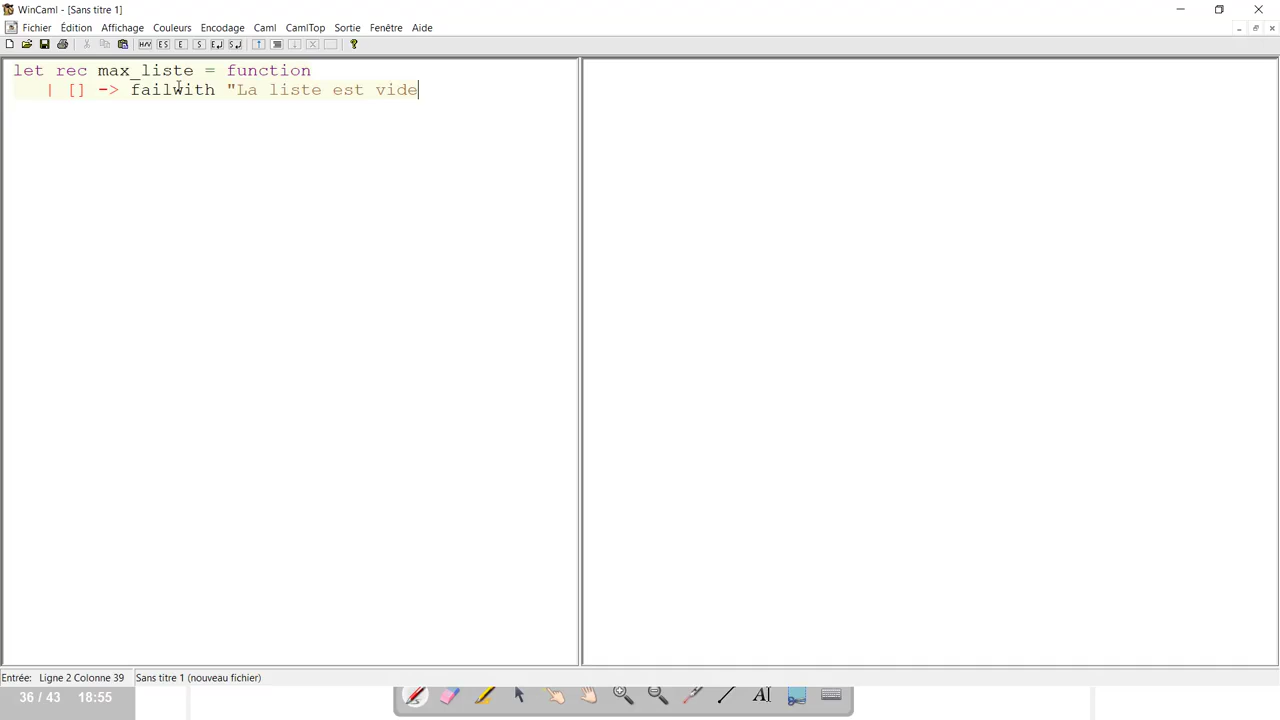 WinCaml - [Sans titre 1]
Fichier Édition Affichage Couleurs Encodage Caml CamlTop Sortie Fenêtre Aide
let rec max_liste = function
| [] -> failwith "La liste est vide
Entrée: Ligne 2 Colonne 39 Sans titre 1 (nouveau fichier)
36 / 43 18:55